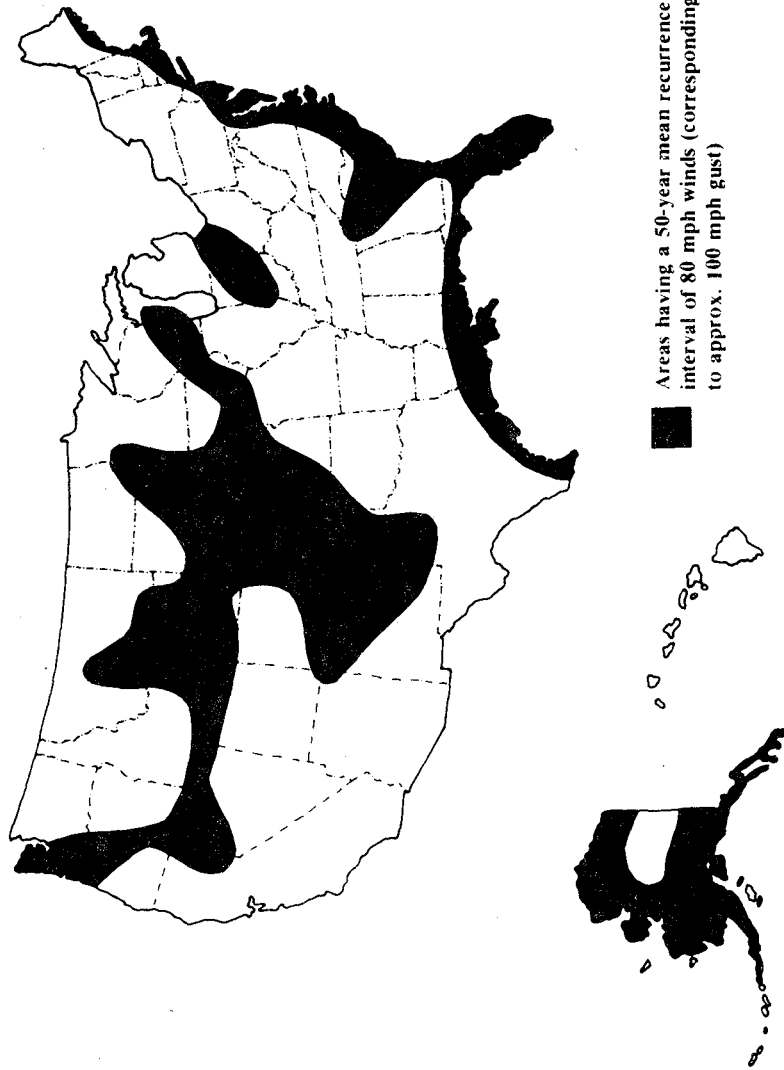 Areas having a 50-year mean recurrence
interval of 80 mph winds (corresponding
to approx. 100 mph gust)